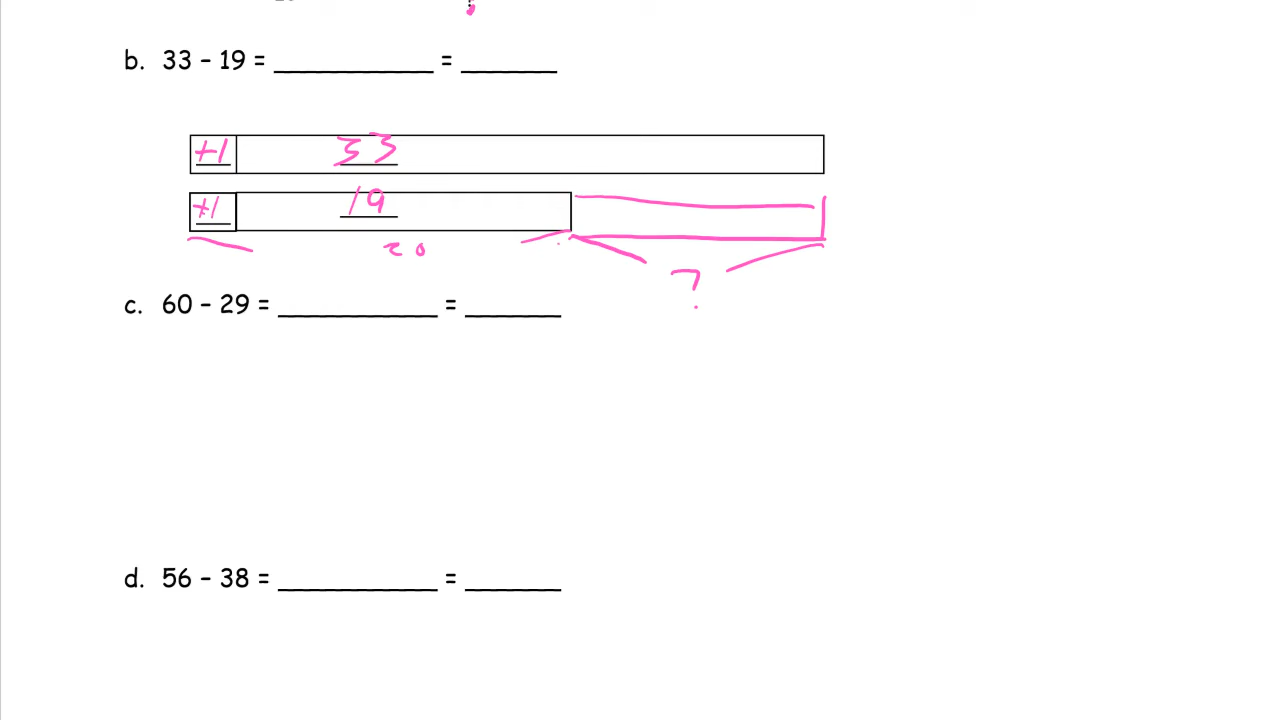 b. 33 – 19 = ___________ = _______
+1 33
+1 19
20
?
c. 60 – 29 = ___________ = _______
d. 56 – 38 = ___________ = _______